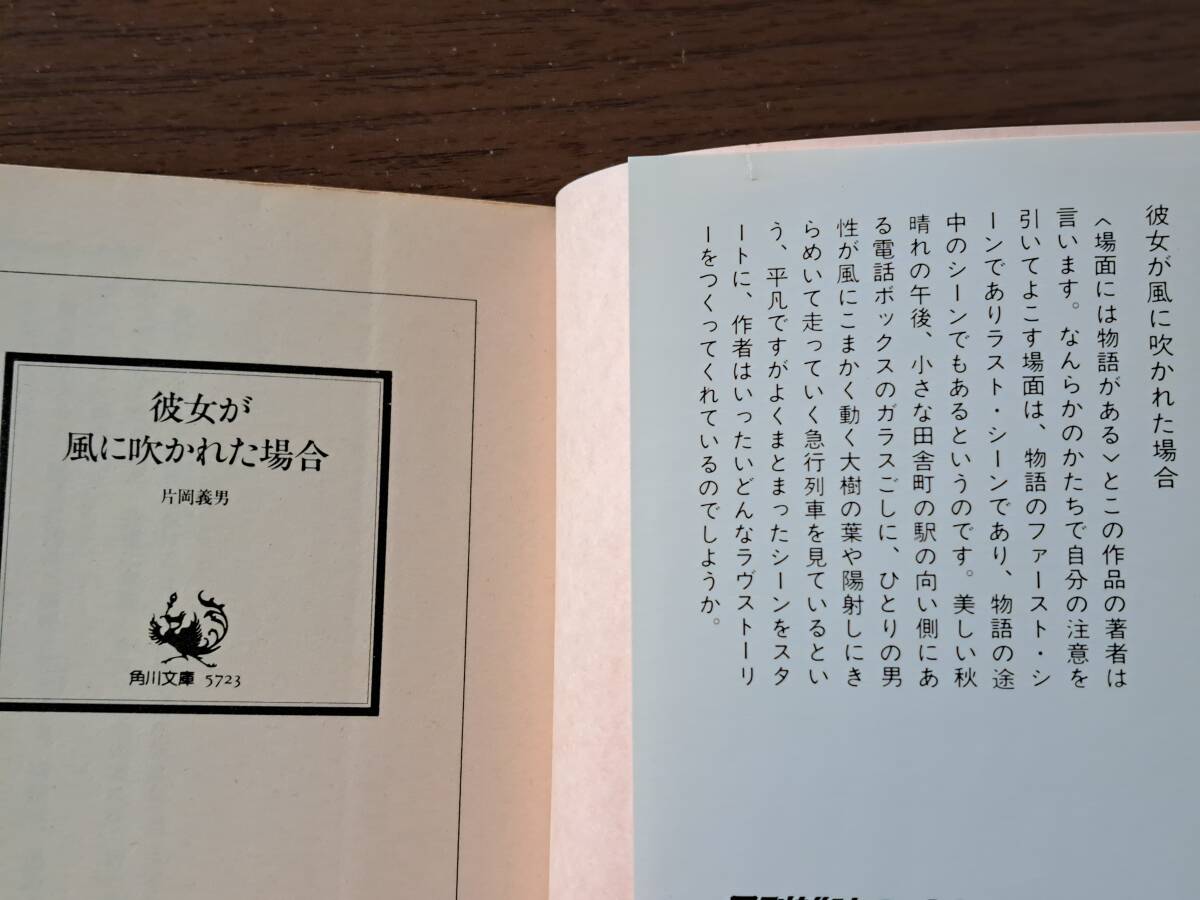 彼女が
風に吹かれた場合
片岡義男
角川文庫 5723
彼女が風に吹かれた場合
〈場面には物語がある〉とこの作品の著者は
言います。なんらかのかたちで自分の注意を
引いてよこす場面は、物語のファースト・シ
ーンでありラスト・シーンであり、物語の途
中のシーンでもあるというのです。美しい秋
晴れの午後、小さな田舎町の駅の向い側にあ
る電話ボックスのガラスごしに、ひとりの男
性が風にこまかく動く大樹の葉や陽射しにき
らめいて走っていく急行列車を見ているとい
う、平凡ですがよくまとまったシーンをスタ
ートに、作者はいったいどんなラヴストーリ
ーをつくってくれているのでしようか。